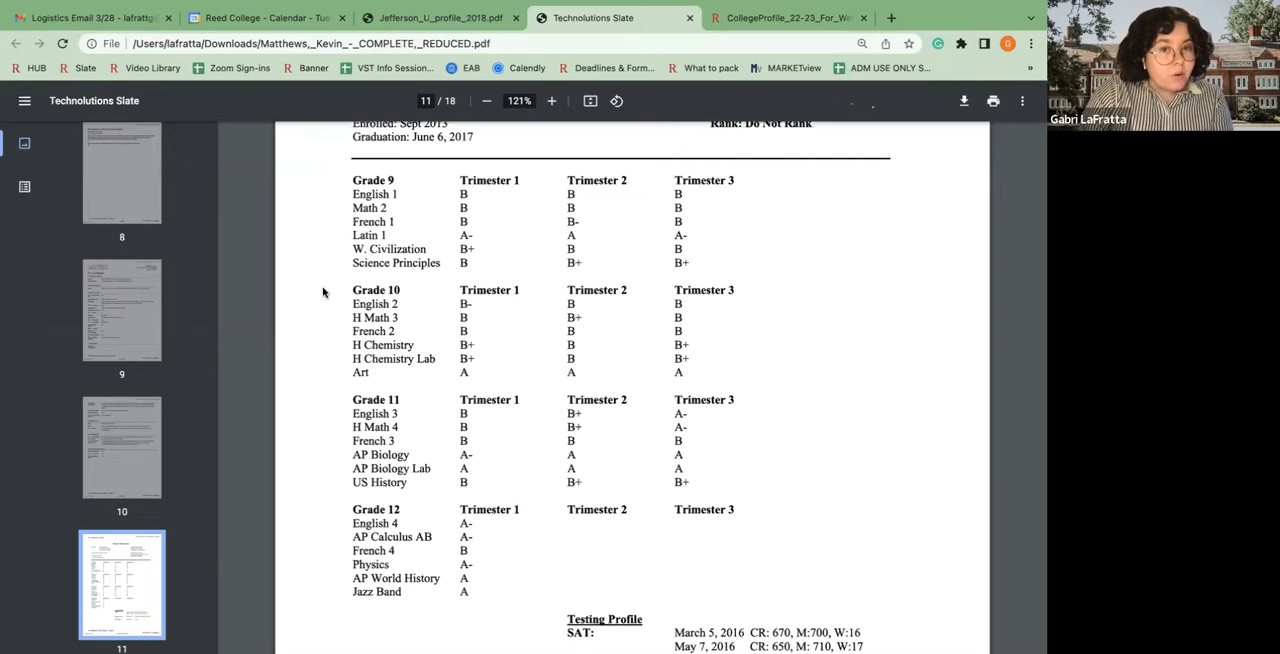 Logistics Email 3/28 - lafrattg
Reed College - Calendar - Tue
Jefferson_U_profile_2018.pdf
Technolutions Slate
CollegeProfile_22-23_For_We
File /Users/lafratta/Downloads/Matthews,_Kevin_-_COMPLETE,_REDUCED.pdf
HUB Slate Video Library Zoom Sign-ins Banner VST Info Session... SAB Calendly Deadlines & Form... What to pack MARKETview ADM USE ONLY S... »
Technolutions Slate 11 / 18 121%
Gabri LaFratta
Enrolled: Sept 2013 Rank: Do Not Rank
Graduation: June 6, 2017
Grade 9 Trimester 1 Trimester 2 Trimester 3
English 1 B B B
Math 2 B B B
French 1 B B- B
Latin 1 A- A A-
W. Civilization B+ B B
Science Principles B B+ B+
Grade 10 Trimester 1 Trimester 2 Trimester 3
English 2 B- B B
H Math 3 B B+ B
French 2 B B B
H Chemistry B+ B B+
H Chemistry Lab B+ B B+
Art A A A
Grade 11 Trimester 1 Trimester 2 Trimester 3
English 3 B B+ A-
H Math 4 B B+ A-
French 3 B B B
AP Biology A- A A
AP Biology Lab A A A
US History B B+ B+
Grade 12 Trimester 1 Trimester 2 Trimester 3
English 4 A-
AP Calculus AB A-
French 4 B
Physics A-
AP World History A
Jazz Band A
Testing Profile
SAT: March 5, 2016 CR: 670, M:700, W:16
May 7, 2016 CR: 650, M: 710, W:17
8
9
10
11